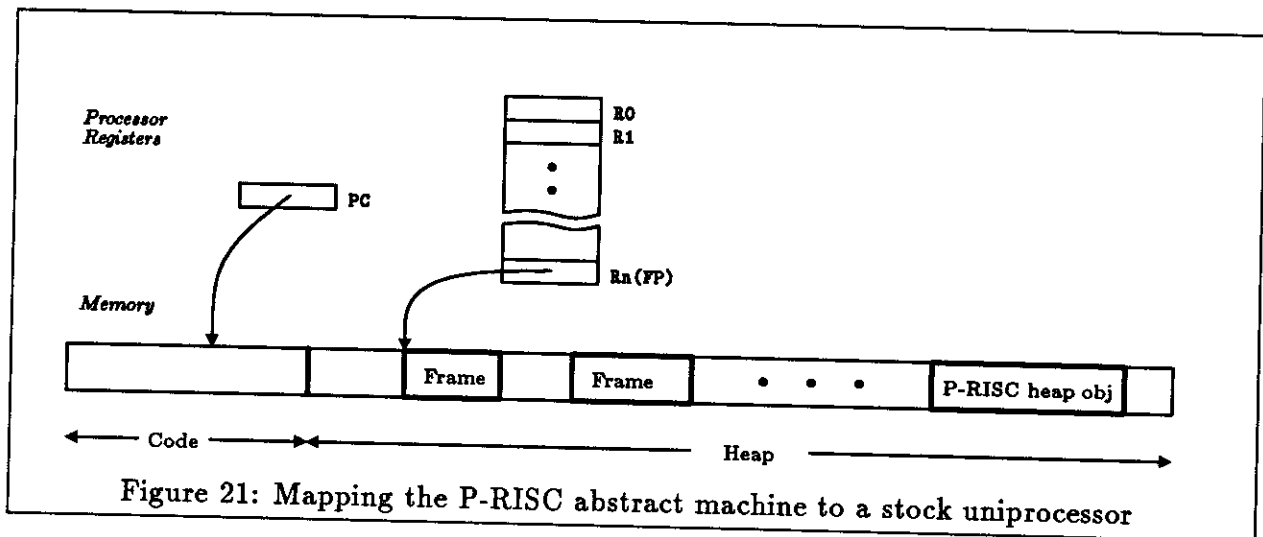 Processor
Registers
R0
R1
PC
Rn(FP)
Memory
Frame
Frame
P-RISC heap obj
Code
Heap
Figure 21: Mapping the P-RISC abstract machine to a stock uniprocessor